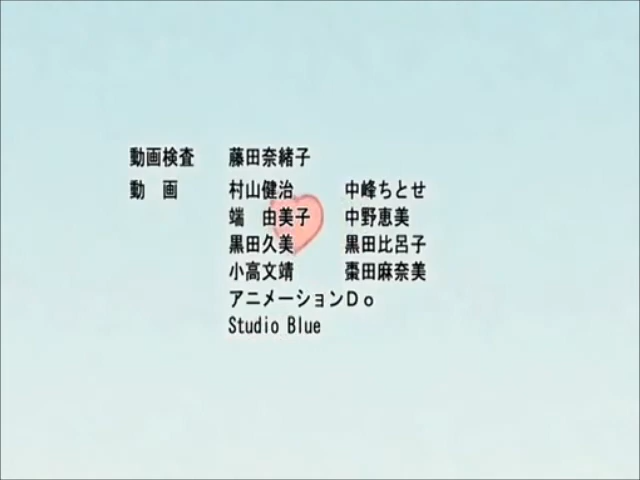 動画検査　藤田奈緒子
動　画　村山健治　中峰ちとせ
端　由美子　中野恵美
黒田久美　黒田比呂子
小高文靖　棗田麻奈美
アニメーションＤｏ
Studio Blue